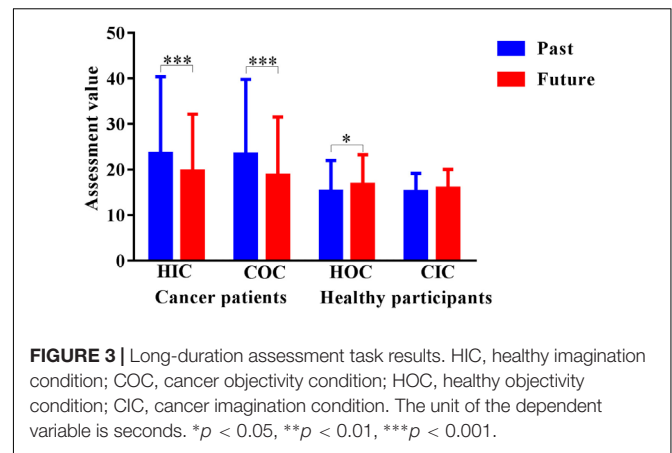 50
40
30
20
10
0
Assessment value
Past
Future
***
***
*
HIC COC HOC CIC
Cancer patients Healthy participants
FIGURE 3 | Long-duration assessment task results. HIC, healthy imagination
condition; COC, cancer objectivity condition; HOC, healthy objectivity
condition; CIC, cancer imagination condition. The unit of the dependent
variable is seconds. *p < 0.05, **p < 0.01, ***p < 0.001.